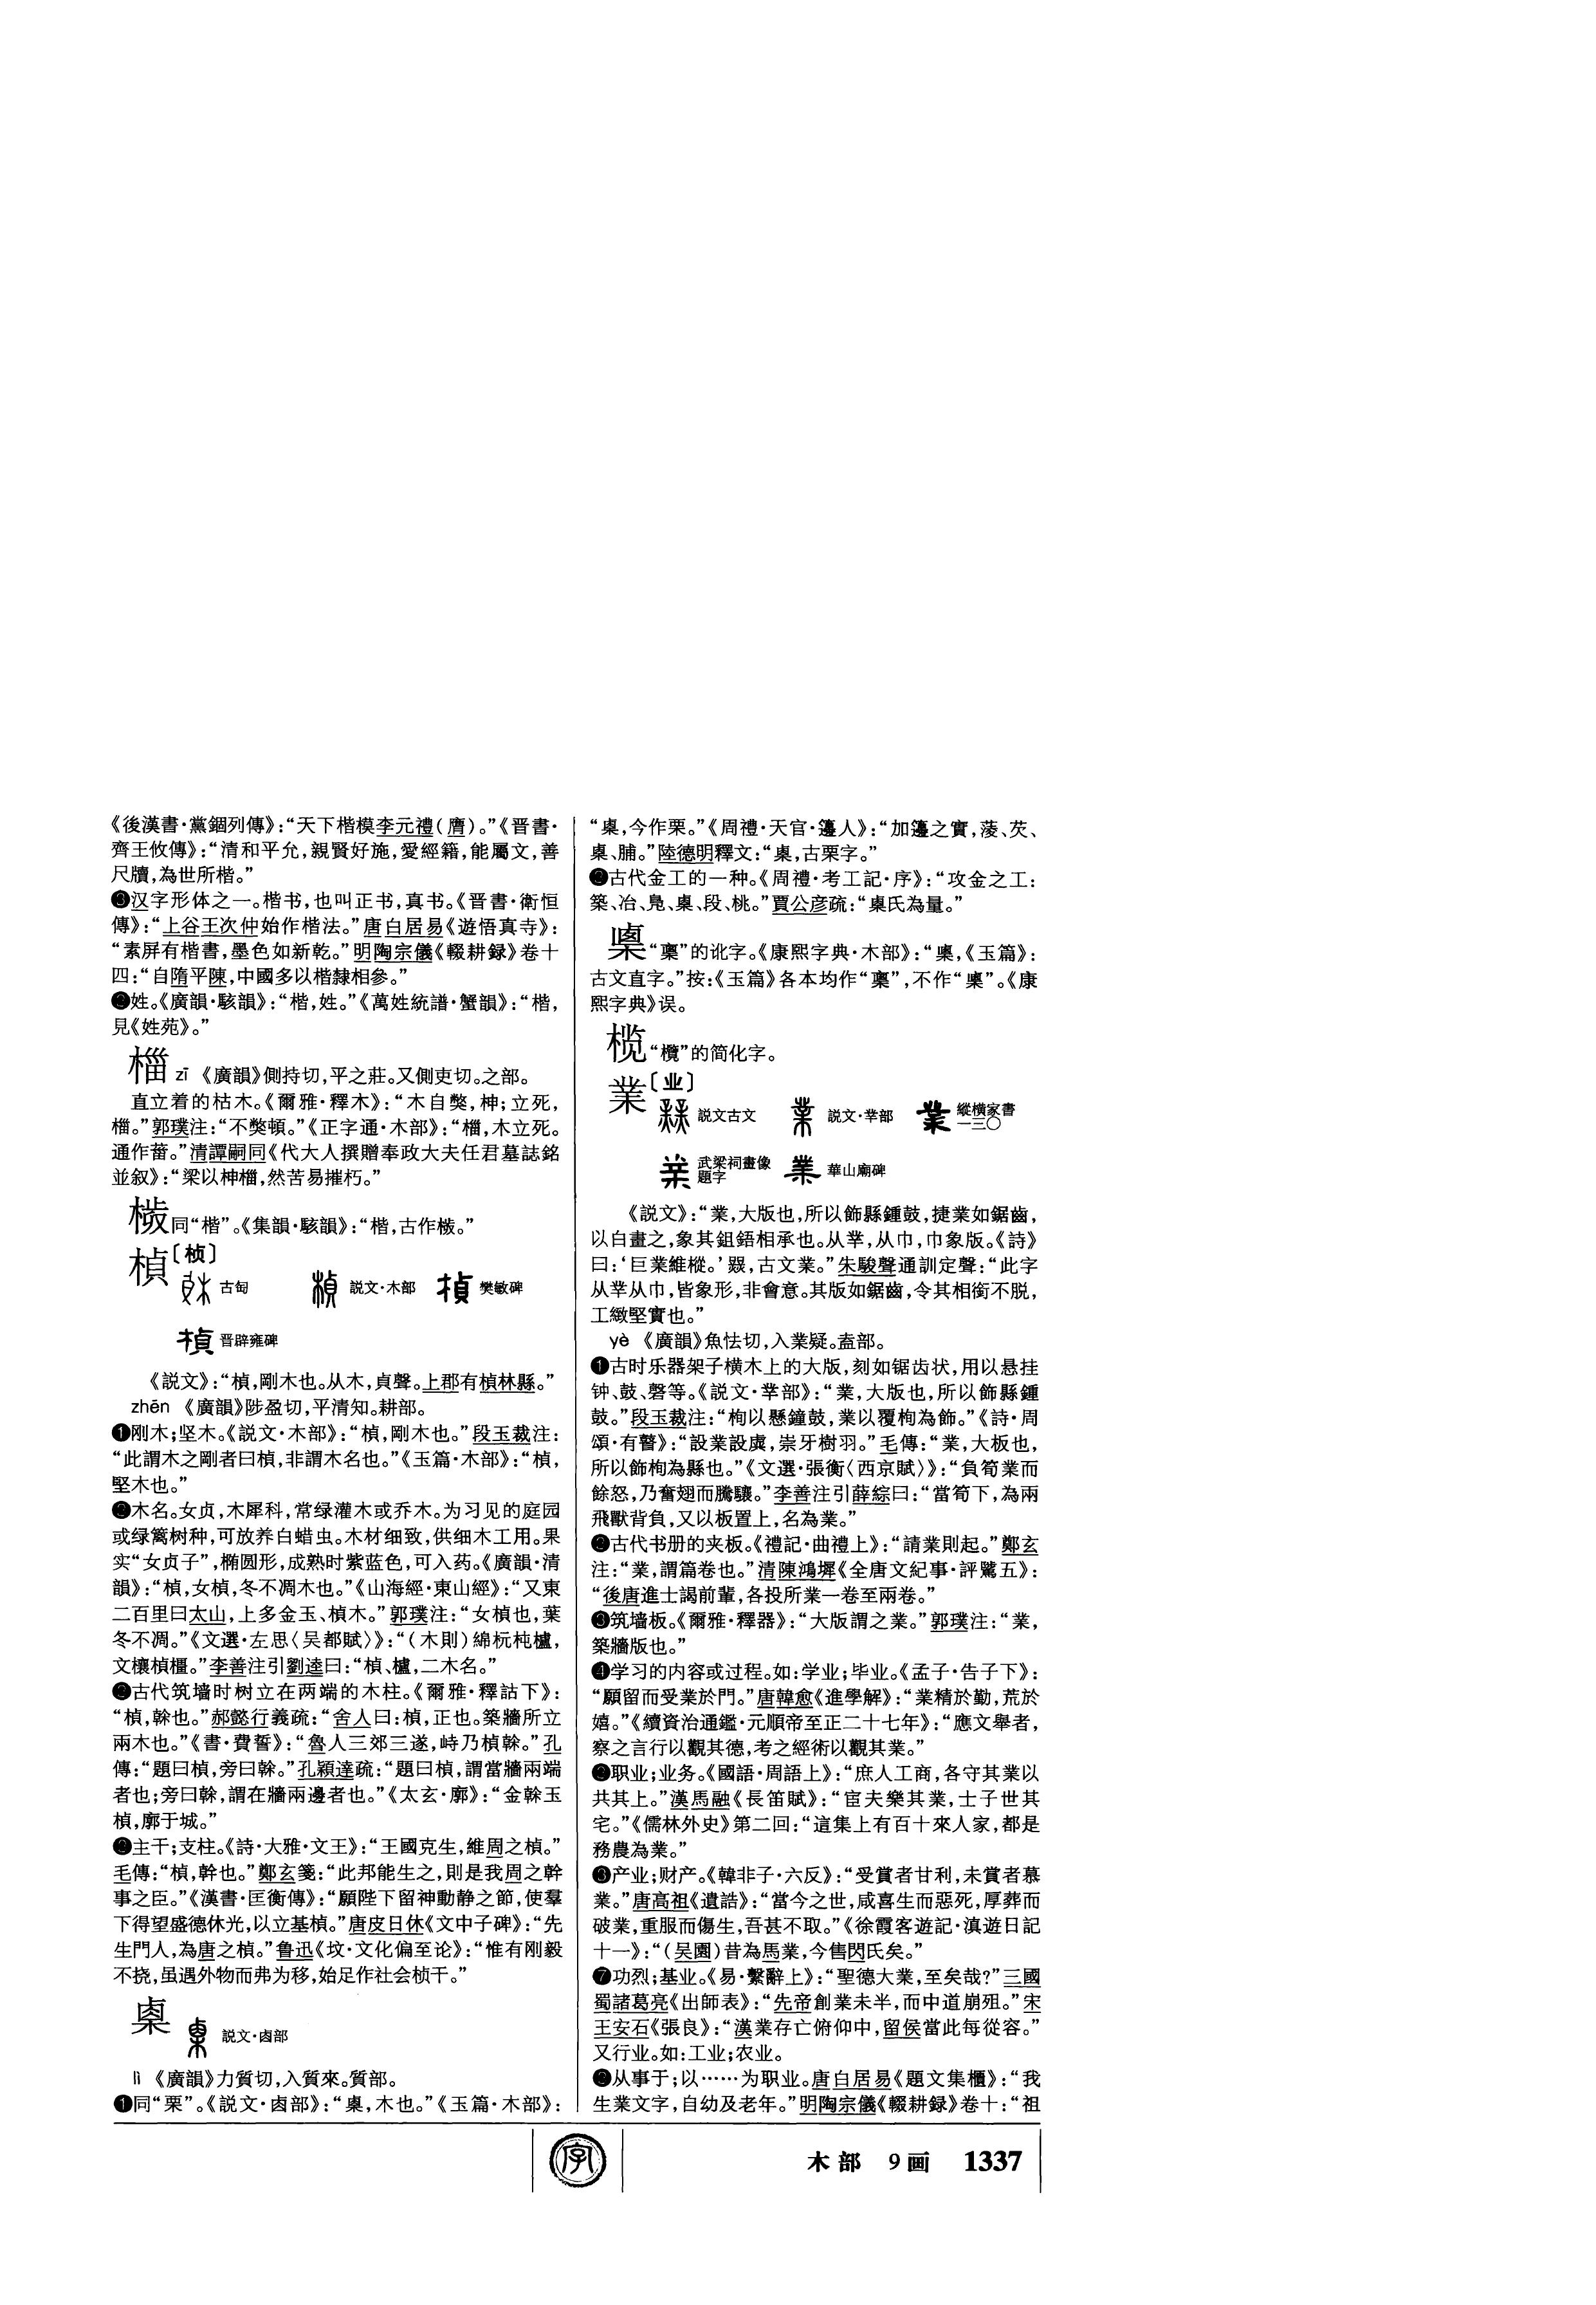 《後漢書·黨錮列傳》：“天下楷模李元禮（膺）。”《晋書·
齊王攸傳》：“清和平允，親賢好施，愛經籍，能屬文，善
尺牘，為世所楷。”
❸汉字形体之一。楷书，也叫正书，真书。《晋書·衛恒
傳》：“上谷王次仲始作楷法。”唐白居易《遊悟真寺》：
“素屏有楷書，墨色如新乾。”明陶宗儀《輟耕録》卷十
四：“自隋平陳，中國多以楷隸相參。”
❷姓。《廣韻·駭韻》：“楷，姓。”《萬姓統譜·蟹韻》：“楷，
見《姓苑》。”
椔 zī 《廣韻》側持切，平之莊。又側吏切。之部。
直立着的枯木。《爾雅·釋木》：“木自獘，柛；立死，
椔。”郭璞注：“不獘頓。”《正字通·木部》：“椔，木立死。
通作菑。”清譚嗣同《代大人撰贈奉政大夫任君墓誌銘
並叙》：“梁以柛椔，然苦易摧朽。”
同“楷”。《集韻·駭韻》：“楷，古作。”
楨〔桢〕
古匋 説文·木部 樊敏碑
晋辟雍碑
《説文》：“楨，剛木也。从木，貞聲。上郡有楨林縣。”
zhēn 《廣韻》陟盈切，平清知。耕部。
❶刚木；坚木。《説文·木部》：“楨，剛木也。”段玉裁注：
“此謂木之剛者曰楨，非謂木名也。”《玉篇·木部》：“楨，
堅木也。”
❷木名。女贞，木犀科，常绿灌木或乔木。为习见的庭园
或绿篱树种，可放养白蜡虫。木材细致，供细木工用。果
实“女贞子”，椭圆形，成熟时紫蓝色，可入药。《廣韻·清
韻》：“楨，女楨，冬不凋木也。”《山海經·東山經》：“又東
二百里曰太山，上多金玉、楨木。”郭璞注：“女楨也，葉
冬不凋。”《文選·左思〈吴都賦〉》：“（木則）綿杬杶櫨，
文欀楨橿。”李善注引劉逵曰：“楨、櫨，二木名。”
❷古代筑墙时树立在两端的木柱。《爾雅·釋詁下》：
“楨，榦也。”郝懿行義疏：“舍人曰：楨，正也。築牆所立
兩木也。”《書·費誓》：“魯人三郊三遂，峙乃楨榦。”孔
傳：“題曰楨，旁曰榦。”孔穎達疏：“題曰楨，謂當牆兩端
者也；旁曰榦，謂在牆兩邊者也。”《太玄·廓》：“金榦玉
楨，廓于城。”
❷主干；支柱。《詩·大雅·文王》：“王國克生，維周之楨。”
毛傳：“楨，幹也。”鄭玄箋：“此邦能生之，則是我周之幹
事之臣。”《漢書·匡衡傳》：“願陛下留神動静之節，使羣
下得望盛德休光，以立基楨。”唐皮日休《文中子碑》：“先
生門人，為唐之楨。”鲁迅《坟·文化偏至论》：“惟有刚毅
不挠，虽遇外物而弗为移，始足作社会桢干。”
㮚
説文·卤部
lì 《廣韻》力質切，入質來。質部。
❶同“栗”。《説文·卤部》：“㮚，木也。”《玉篇·木部》：
“㮚，今作栗。”《周禮·天官·籩人》：“加籩之實，蔆、芡、
㮚、脯。”陸德明釋文：“㮚，古栗字。”
❷古代金工的一种。《周禮·考工記·序》：“攻金之工：
築、冶、鳧、㮚、段、桃。”賈公彦疏：“㮚氏為量。”
的讹字。《康熙字典·木部》：“，《玉篇》：
古文直字。”按：《玉篇》各本均作，不作。《康
熙字典》误。
榄“欖”的简化字。
業〔业〕
説文古文 説文·丵部 縱横家書一三〇
武梁祠畫像題字 華山廟碑
《説文》：“業，大版也，所以飾縣鍾鼓，捷業如鋸齒，
以白畫之，象其鉏鋙相承也。从丵，从巾，巾象版。《詩》
曰：‘巨業維樅。’，古文業。”朱駿聲通訓定聲：“此字
从丵从巾，皆象形，非會意。其版如鋸齒，令其相銜不脱，
工緻堅實也。”
yè 《廣韻》魚怯切，入業疑。盍部。
❶古时乐器架子横木上的大版，刻如锯齿状，用以悬挂
钟、鼓、磬等。《説文·丵部》：“業，大版也，所以飾縣鍾
鼓。”段玉裁注：“栒以懸鐘鼓，業以覆栒為飾。”《詩·周
頌·有瞽》：“設業設虡，崇牙樹羽。”毛傳：“業，大板也，
所以飾栒為縣也。”《文選·張衡〈西京賦〉》：“負筍業而
餘怒，乃奮翅而騰驤。”李善注引薛綜曰：“當筍下，為兩
飛獸背負，又以板置上，名為業。”
❷古代书册的夹板。《禮記·曲禮上》：“請業則起。”鄭玄
注：“業，謂篇卷也。”清陳鴻墀《全唐文紀事·評騭五》：
“後唐進士謁前輩，各投所業一卷至兩卷。”
❸筑墙板。《爾雅·釋器》：“大版謂之業。”郭璞注：“業，
築牆版也。”
❹学习的内容或过程。如：学业；毕业。《孟子·告子下》：
“願留而受業於門。”唐韓愈《進學解》：“業精於勤，荒於
嬉。”《續資治通鑑·元順帝至正二十七年》：“應文舉者，
察之言行以觀其德，考之經術以觀其業。”
❷职业；业务。《國語·周語上》：“庶人工商，各守其業以
共其上。”漢馬融《長笛賦》：“宦夫樂其業，士子世其
宅。”《儒林外史》第二回：“這集上有百十來人家，都是
務農為業。”
❸产业；财产。《韓非子·六反》：“受賞者甘利，未賞者慕
業。”唐高祖《遺誥》：“當今之世，咸喜生而惡死，厚葬而
破業，重服而傷生，吾甚不取。”《徐霞客遊記·滇遊日記
十一》：“（吴園）昔為馬業，今售閃氏矣。”
❼功烈；基业。《易·繫辭上》：“聖德大業，至矣哉？”三國
蜀諸葛亮《出師表》：“先帝創業未半，而中道崩殂。”宋
王安石《張良》：“漢業存亡俯仰中，留侯當此每從容。”
又行业。如：工业；农业。
❷从事于；以……为职业。唐白居易《題文集櫃》：“我
生業文字，自幼及老年。”明陶宗儀《輟耕録》卷十：“祖
字
木部 9画 1337